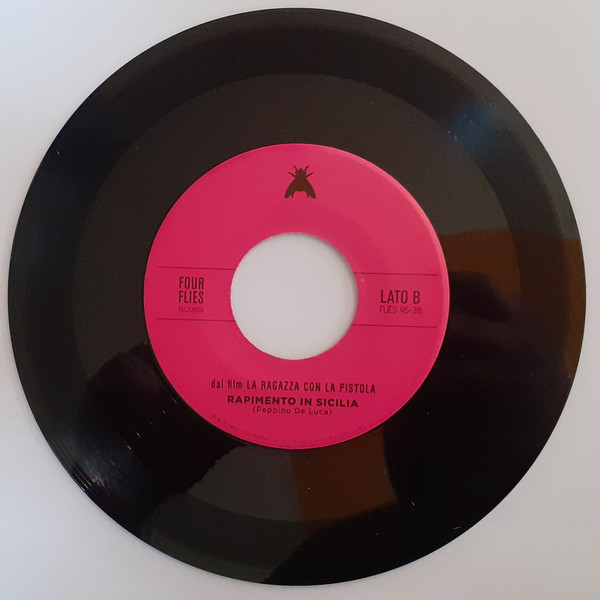 FOUR
FLIES
RECORDS
LATO B
FLIES 45-38
dal film LA RAGAZZA CON LA PISTOLA
RAPIMENTO IN SICILIA
(Peppino De Luca)